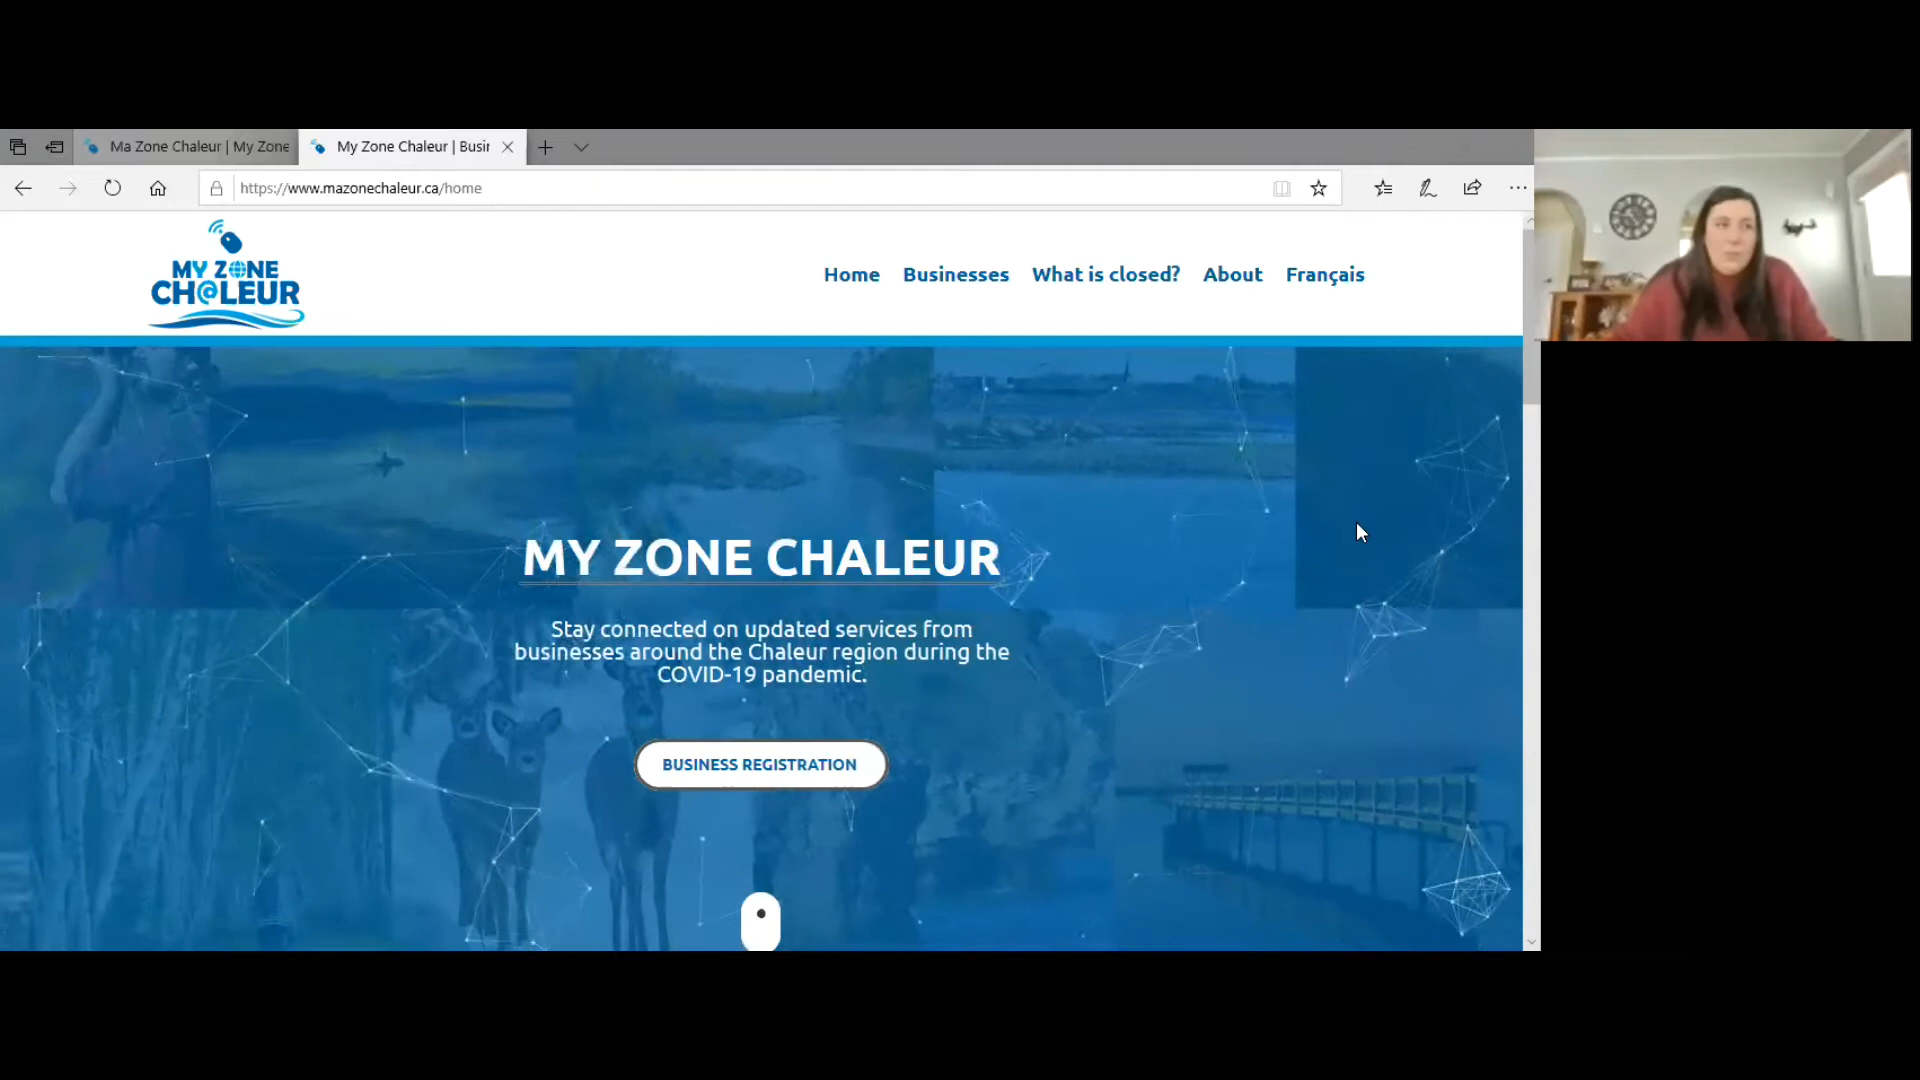 Ma Zone Chaleur | My Zone
My Zone Chaleur | Busin
https://www.mazonechaleur.ca/home
MY ZONE
CH@LEUR
Home Businesses What is closed? About Français
MY ZONE CHALEUR
Stay connected on updated services from
businesses around the Chaleur region during the
COVID-19 pandemic.
BUSINESS REGISTRATION